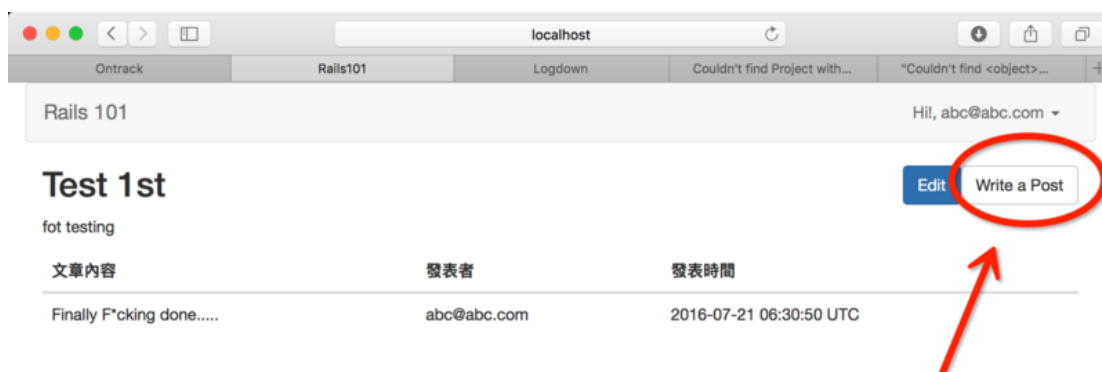 localhost
Ontrack Rails101 Logdown Couldn't find Project with... "Couldn't find <object>...
Rails 101 Hi!, abc@abc.com
Test 1st Edit Write a Post
fot testing
文章內容 發表者 發表時間
Finally F*cking done..... abc@abc.com 2016-07-21 06:30:50 UTC